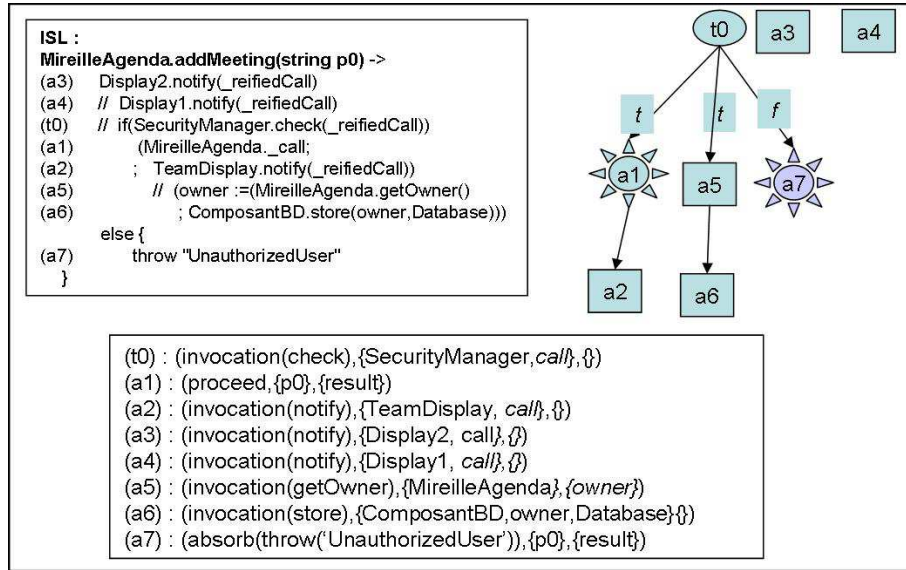 ISL :
MireilleAgenda.addMeeting(string p0) ->
(a3) Display2.notify(_reifiedCall)
(a4) // Display1.notify(_reifiedCall)
(t0) // if(SecurityManager.check(_reifiedCall))
(a1) (MireilleAgenda._call;
(a2) ; TeamDisplay.notify(_reifiedCall))
(a5) // (owner :=(MireilleAgenda.getOwner()
(a6) ; ComposantBD.store(owner,Database)))
else {
(a7) throw "UnauthorizedUser"
}
t0 a3 a4
t t f
a1 a5 a7
a2 a6
(t0) : (invocation(check),{SecurityManager,call},{})
(a1) : (proceed,{p0},{result})
(a2) : (invocation(notify),{TeamDisplay, call},{})
(a3) : (invocation(notify),{Display2, call},{})
(a4) : (invocation(notify),{Display1, call},{})
(a5) : (invocation(getOwner),{MireilleAgenda},{owner})
(a6) : (invocation(store),{ComposantBD,owner,Database}{})
(a7) : (absorb(throw('UnauthorizedUser')),{p0},{result})